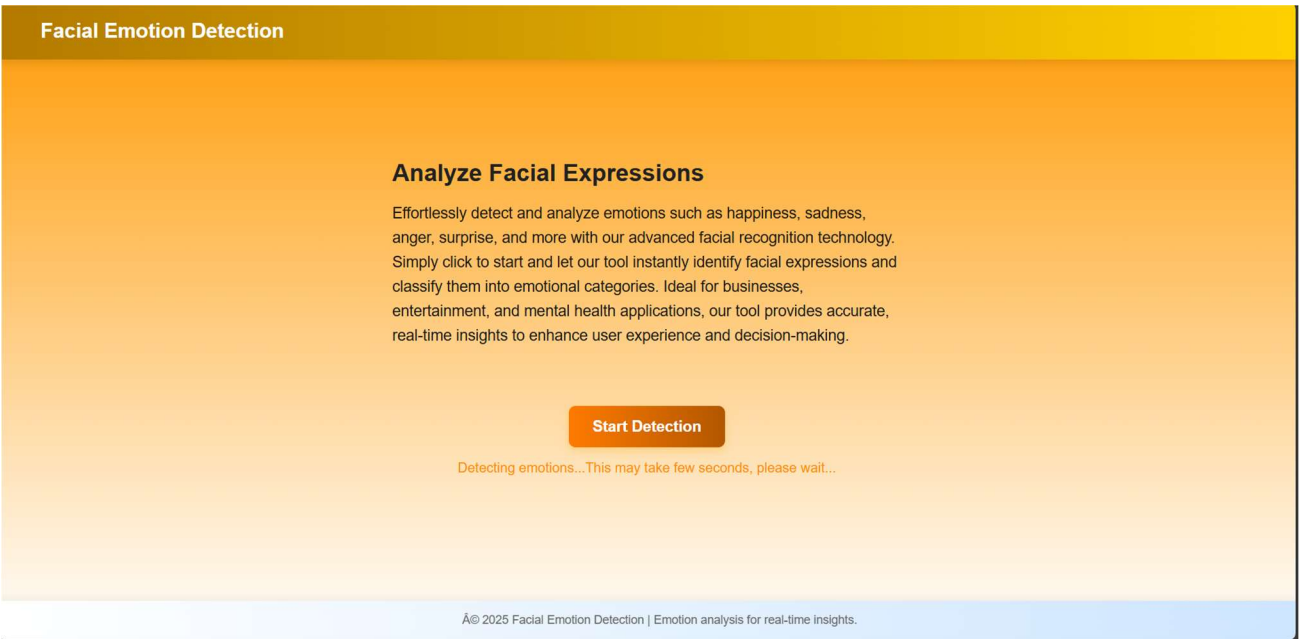 Facial Emotion Detection
Analyze Facial Expressions
Effortlessly detect and analyze emotions such as happiness, sadness,
anger, surprise, and more with our advanced facial recognition technology.
Simply click to start and let our tool instantly identify facial expressions and
classify them into emotional categories. Ideal for businesses,
entertainment, and mental health applications, our tool provides accurate,
real-time insights to enhance user experience and decision-making.
Start Detection
Detecting emotions...This may take few seconds, please wait...
Â© 2025 Facial Emotion Detection | Emotion analysis for real-time insights.